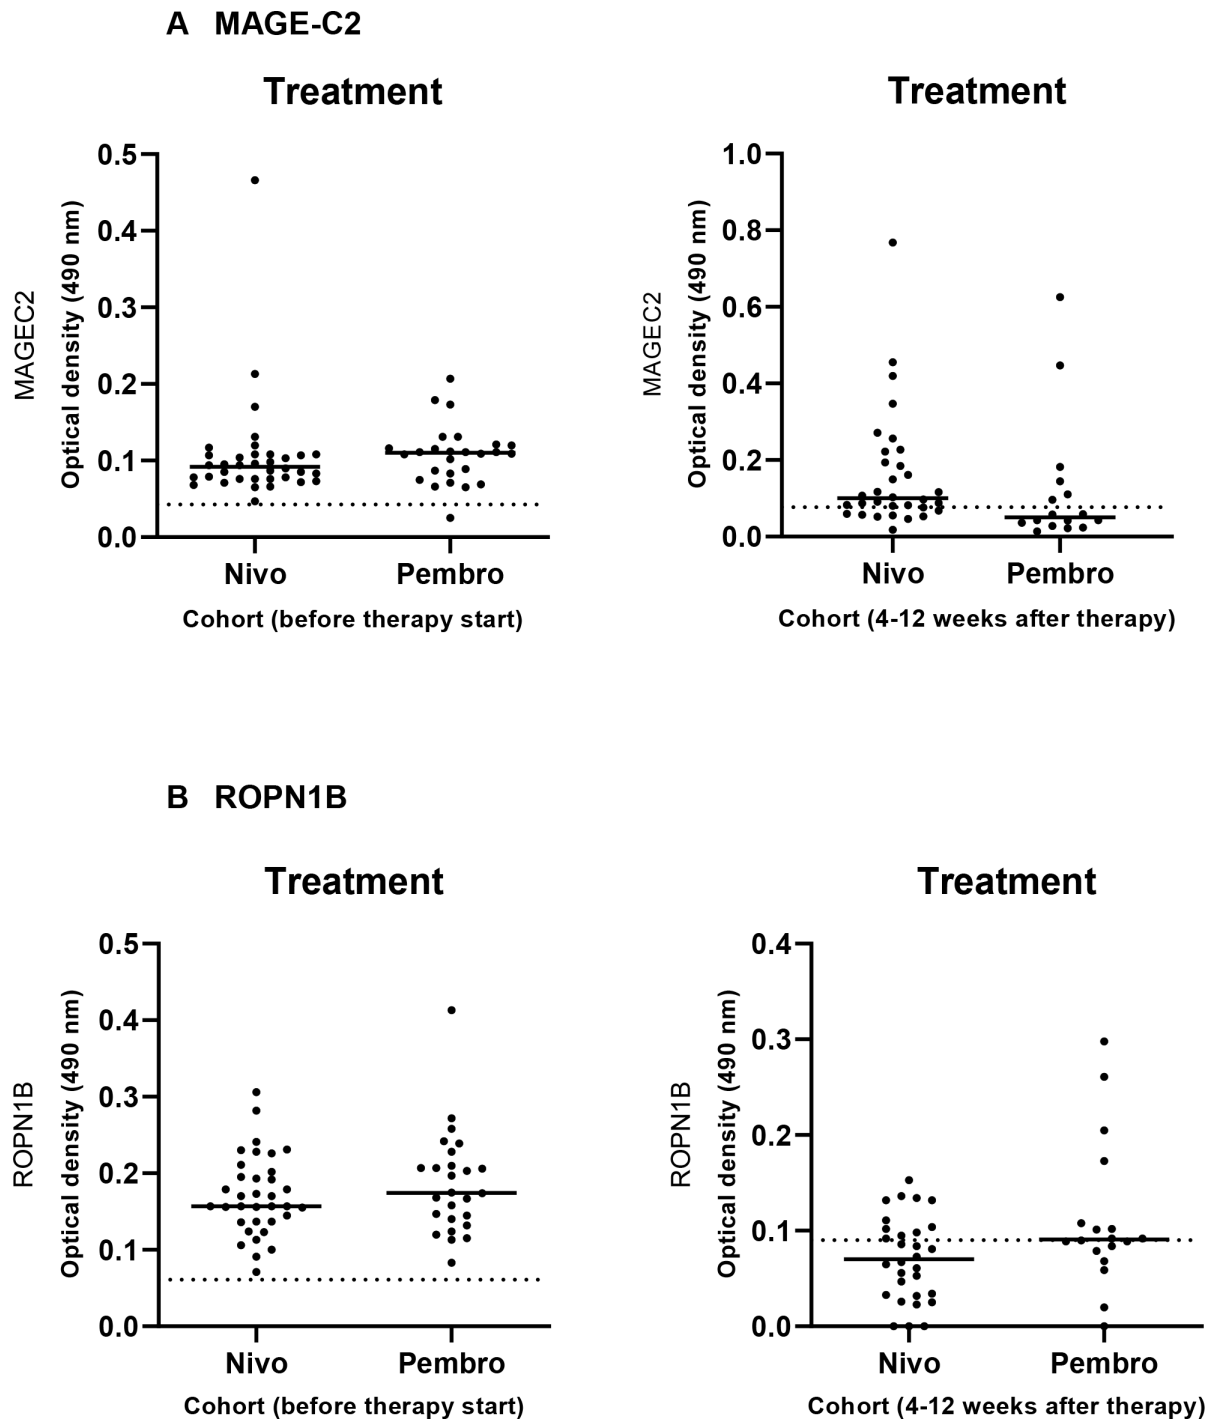 A MAGE-C2
Treatment
0.5
0.4
0.3
0.2
0.1
0.0
MAGEC2
Optical density (490 nm)
Nivo Pembro
Cohort (before therapy start)
Treatment
1.0
0.8
0.6
0.4
0.2
0.0
MAGEC2
Optical density (490 nm)
Nivo Pembro
Cohort (4-12 weeks after therapy)
B ROPN1B
Treatment
0.5
0.4
0.3
0.2
0.1
0.0
ROPN1B
Optical density (490 nm)
Nivo Pembro
Cohort (before therapy start)
Treatment
0.4
0.3
0.2
0.1
0.0
ROPN1B
Optical density (490 nm)
Nivo Pembro
Cohort (4-12 weeks after therapy)